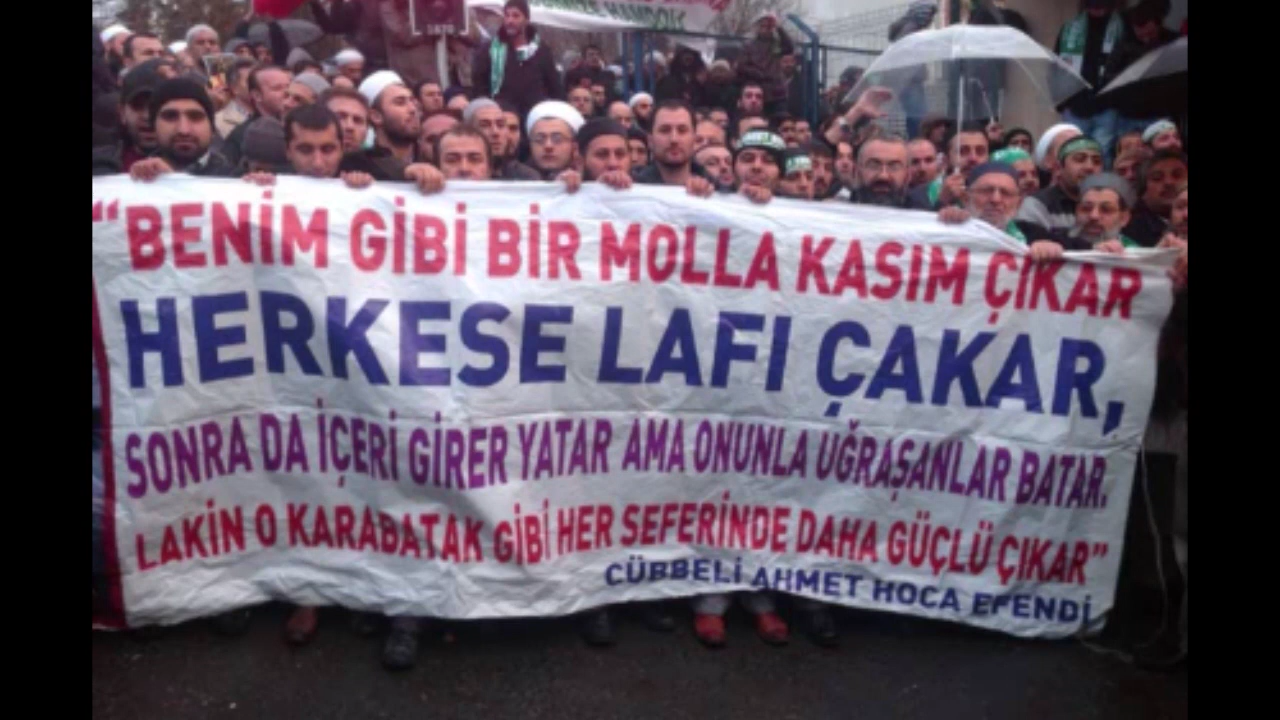 "BENİM GİBİ BİR MOLLA KASIM ÇIKAR
HERKESE LAFI ÇAKAR,
SONRA DA İÇERİ GİRER YATAR AMA ONUNLA UĞRAŞANLAR BATAR.
LAKİN O KARABATAK GİBİ HER SEFERİNDE DAHA GÜÇLÜ ÇIKAR"
CÜBBELİ AHMET HOCA EFENDİ